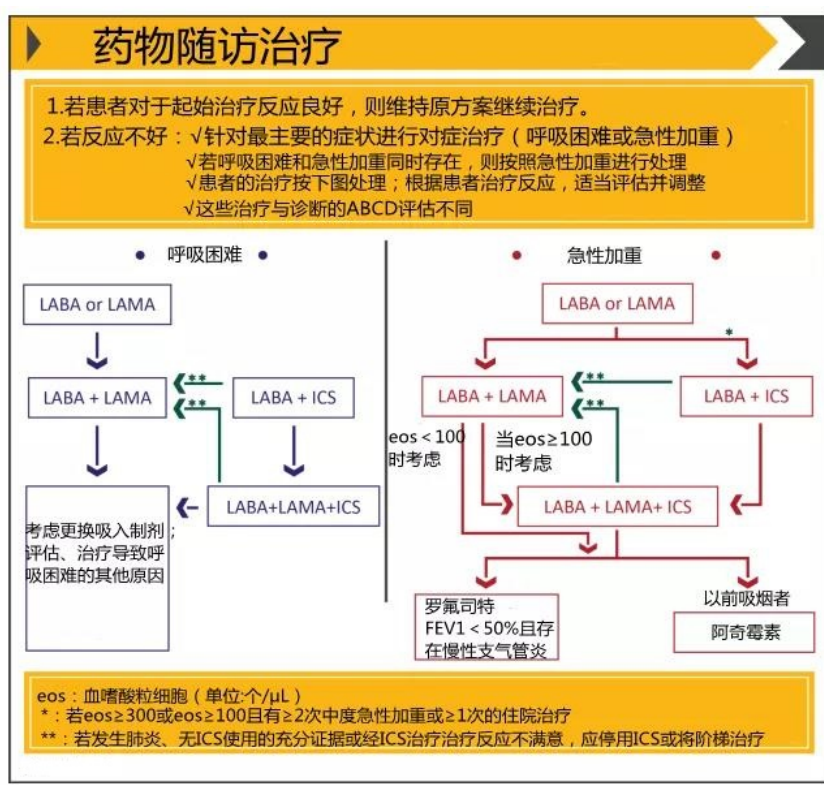 药物随访治疗
1.若患者对于起始治疗反应良好，则维持原方案继续治疗。
2.若反应不好：√针对最主要的症状进行对症治疗（呼吸困难或急性加重）
√若呼吸困难和急性加重同时存在，则按照急性加重进行处理
√患者的治疗按下图处理；根据患者治疗反应，适当评估并调整
√这些治疗与诊断的ABCD评估不同
• 呼吸困难 •
LABA or LAMA
**
LABA + LAMA
LABA + ICS
**
LABA+LAMA+ICS
考虑更换吸入制剂；
评估、治疗导致呼
吸困难的其他原因
• 急性加重 •
LABA or LAMA
*
**
LABA + LAMA
LABA + ICS
**
eos＜100
时考虑
当eos≥100
时考虑
LABA + LAMA+ ICS
罗氟司特
FEV1＜50%且存
在慢性支气管炎
以前吸烟者
阿奇霉素
eos：血嗜酸粒细胞（单位:个/μL）
*：若eos≥300或eos≥100且有≥2次中度急性加重或≥1次的住院治疗
**：若发生肺炎、无ICS使用的充分证据或经ICS治疗治疗反应不满意，应停用ICS或将阶梯治疗